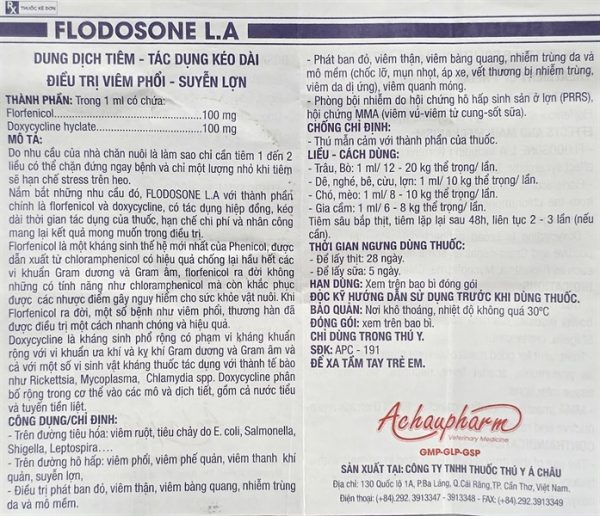 Rx THUỐC KÊ ĐƠN
FLODOSONE L.A
DUNG DỊCH TIÊM - TÁC DỤNG KÉO DÀI
ĐIỀU TRỊ VIÊM PHỔI - SUYỄN LỢN
THÀNH PHẦN: Trong 1 ml có chứa:
Florfenicol...................................................100 mg
Doxycycline hyclate......................................100 mg
MÔ TẢ:
Do nhu cầu của nhà chăn nuôi là làm sao chỉ cần tiêm 1 đến 2
liều có thể chặn đứng ngay bệnh và chỉ một lượng nhỏ khi tiêm
sẽ hạn chế stress trên heo.
Nắm bắt những nhu cầu đó, FLODOSONE L.A với thành phần
chính là florfenicol và doxycycline, có tác dụng hiệp đồng, kéo
dài thời gian tác dụng của thuốc, hạn chế chi phí và nhân công
mang lại kết quả mong muốn trong điều trị.
Florfenicol là một kháng sinh thế hệ mới nhất của Phenicol, được
dẫn xuất từ chloramphenicol có hiệu quả chống lại hầu hết các
vi khuẩn Gram dương và Gram âm, florfenicol ra đời không
những có tính năng như chloramphenicol mà còn khắc phục
được các nhược điểm gây nguy hiểm cho sức khỏe vật nuôi. Khi
Florfenicol ra đời, một số bệnh như viêm phổi, thương hàn đã
được điều trị một cách nhanh chóng và hiệu quả.
Doxycycline là kháng sinh phổ rộng có phạm vi kháng khuẩn
rộng với vi khuẩn ưa khí và kỵ khí Gram dương và Gram âm và
cả với một số vi sinh vật kháng thuốc tác dụng với thành tế bào
như Rickettsia, Mycoplasma, Chlamydia spp. Doxycycline phân
bố rộng trong cơ thể vào các mô và dịch tiết, gồm cả nước tiểu
và tuyến tiền liệt.
CÔNG DỤNG/CHỈ ĐỊNH:
- Trên đường tiêu hóa: viêm ruột, tiêu chảy do E. coli, Salmonella,
Shigella, Leptospira....
- Trên đường hô hấp: viêm phổi, viêm phế quản, viêm thanh khí
quản, suyễn lợn,
- Điều trị phát ban đỏ, viêm thận, viêm bàng quang, nhiễm trùng
da và mô mềm.
- Phát ban đỏ, viêm thận, viêm bàng quang, nhiễm trùng da và
mô mềm (chốc lỡ, mụn nhọt, áp xe, vết thương bị nhiễm trùng,
viêm da dị ứng), viêm quanh móng.
- Phòng bội nhiễm do hội chứng hô hấp sinh sản ở lợn (PRRS),
hội chứng MMA (viêm vú-viêm tử cung-sốt sữa).
CHỐNG CHỈ ĐỊNH:
- Thú mẫn cảm với thành phần của thuốc.
LIỀU - CÁCH DÙNG:
- Trâu, Bò: 1 ml/ 12 - 20 kg thể trọng/ lần.
- Dê, nghé, bê, cừu, lợn: 1 ml/ 10 kg thể trọng/ lần.
- Chó, mèo: 1 ml/ 8 - 10 kg thể trọng/ lần.
- Gia cầm: 1 ml/ 6 - 8 kg thể trọng/ lần.
Tiêm sâu bắp thịt, tiêm lặp lại sau 48h, liên tục 2 - 3 lần (nếu
cần).
THỜI GIAN NGƯNG DÙNG THUỐC:
- Để lấy thịt: 28 ngày.
- Để lấy sữa: 5 ngày.
HẠN DÙNG: Xem trên bao bì đóng gói
ĐỌC KỸ HƯỚNG DẪN SỬ DỤNG TRƯỚC KHI DÙNG THUỐC.
BẢO QUẢN: Nơi khô thoáng, nhiệt độ không quá 30ºC
ĐÓNG GÓI: xem trên bao bì.
CHỈ DÙNG TRONG THÚ Y.
SĐK: APC - 191
ĐỂ XA TẦM TAY TRẺ EM.
Achaupharm
Veterinary Medicine
GMP-GLP-GSP
SẢN XUẤT TẠI: CÔNG TY TNHH THUỐC THÚ Y Á CHÂU
Địa chỉ: 130 Quốc lộ 1A, P.Ba Láng, Q.Cái Răng,TP. Cần Thơ, Việt Nam.
Điện thoại: (+84).292. 3913347 - 3913348 - FAX: (+84).292.3913349